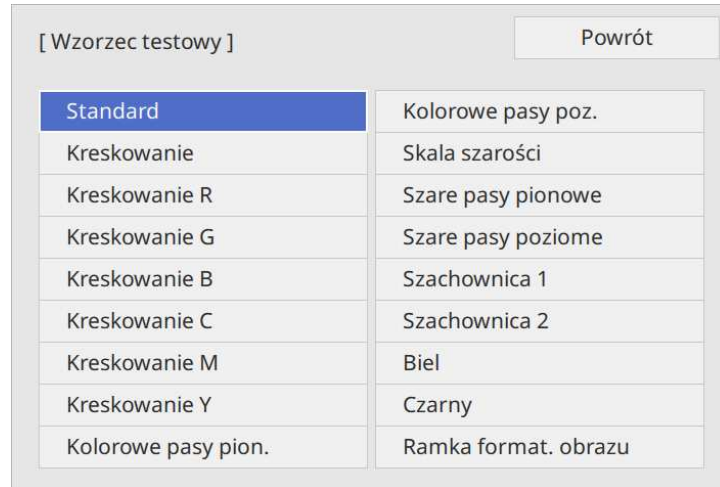 [ Wzorzec testowy ]
Powrót
Standard
Kreskowanie
Kreskowanie R
Kreskowanie G
Kreskowanie B
Kreskowanie C
Kreskowanie M
Kreskowanie Y
Kolorowe pasy pion.
Kolorowe pasy poz.
Skala szarości
Szare pasy pionowe
Szare pasy poziome
Szachownica 1
Szachownica 2
Biel
Czarny
Ramka format. obrazu